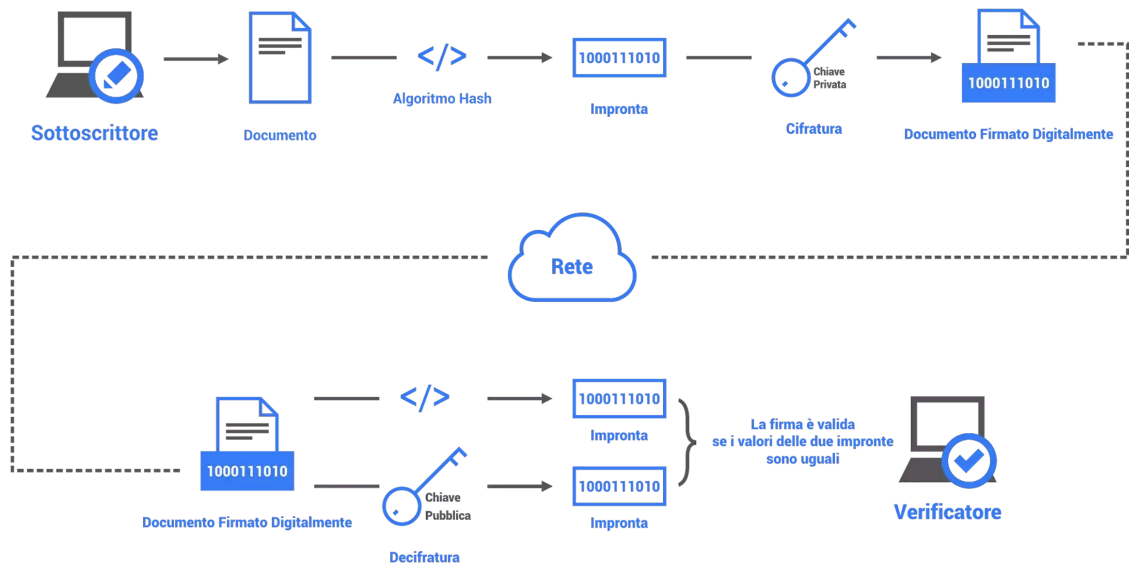 Sottoscrittore
Documento
</>
Algoritmo Hash
1000111010
Impronta
Chiave
Privata
Cifratura
1000111010
Documento Firmato Digitalmente
Rete
1000111010
Documento Firmato Digitalmente
</>
1000111010
Impronta
Chiave
Pubblica
Decifratura
1000111010
Impronta
La firma è valida
se i valori delle due impronte
sono uguali
Verificatore